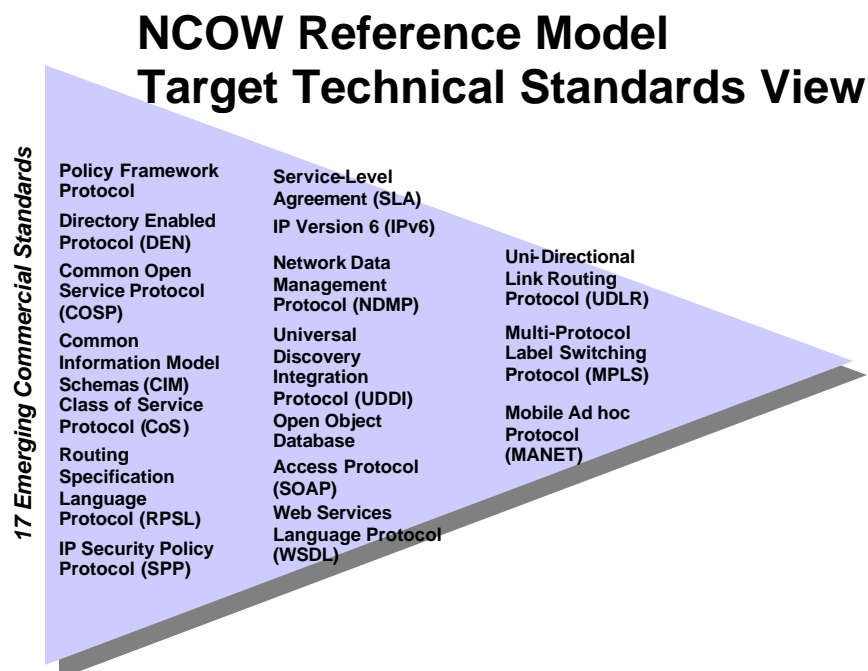 NCOW Reference Model
Target Technical Standards View
17 Emerging Commercial Standards
Policy Framework
Protocol
Directory Enabled
Protocol (DEN)
Common Open
Service Protocol
(COSP)
Common
Information Model
Schemas (CIM)
Class of Service
Protocol (CoS)
Routing
Specification
Language
Protocol (RPSL)
IP Security Policy
Protocol (SPP)
Service-Level
Agreement (SLA)
IP Version 6 (IPv6)
Network Data
Management
Protocol (NDMP)
Universal
Discovery
Integration
Protocol (UDDI)
Open Object
Database
Access Protocol
(SOAP)
Web Services
Language Protocol
(WSDL)
Uni-Directional
Link Routing
Protocol (UDLR)
Multi-Protocol
Label Switching
Protocol (MPLS)
Mobile Ad hoc
Protocol
(MANET)